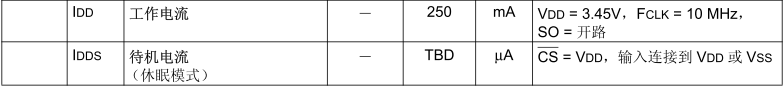 IDD 工作电流 — 250 mA VDD = 3.45V，FCLK = 10 MHz，
SO = 开路
IDDS 待机电流 — TBD μA CS = VDD，输入连接到 VDD 或 VSS
（休眠模式）